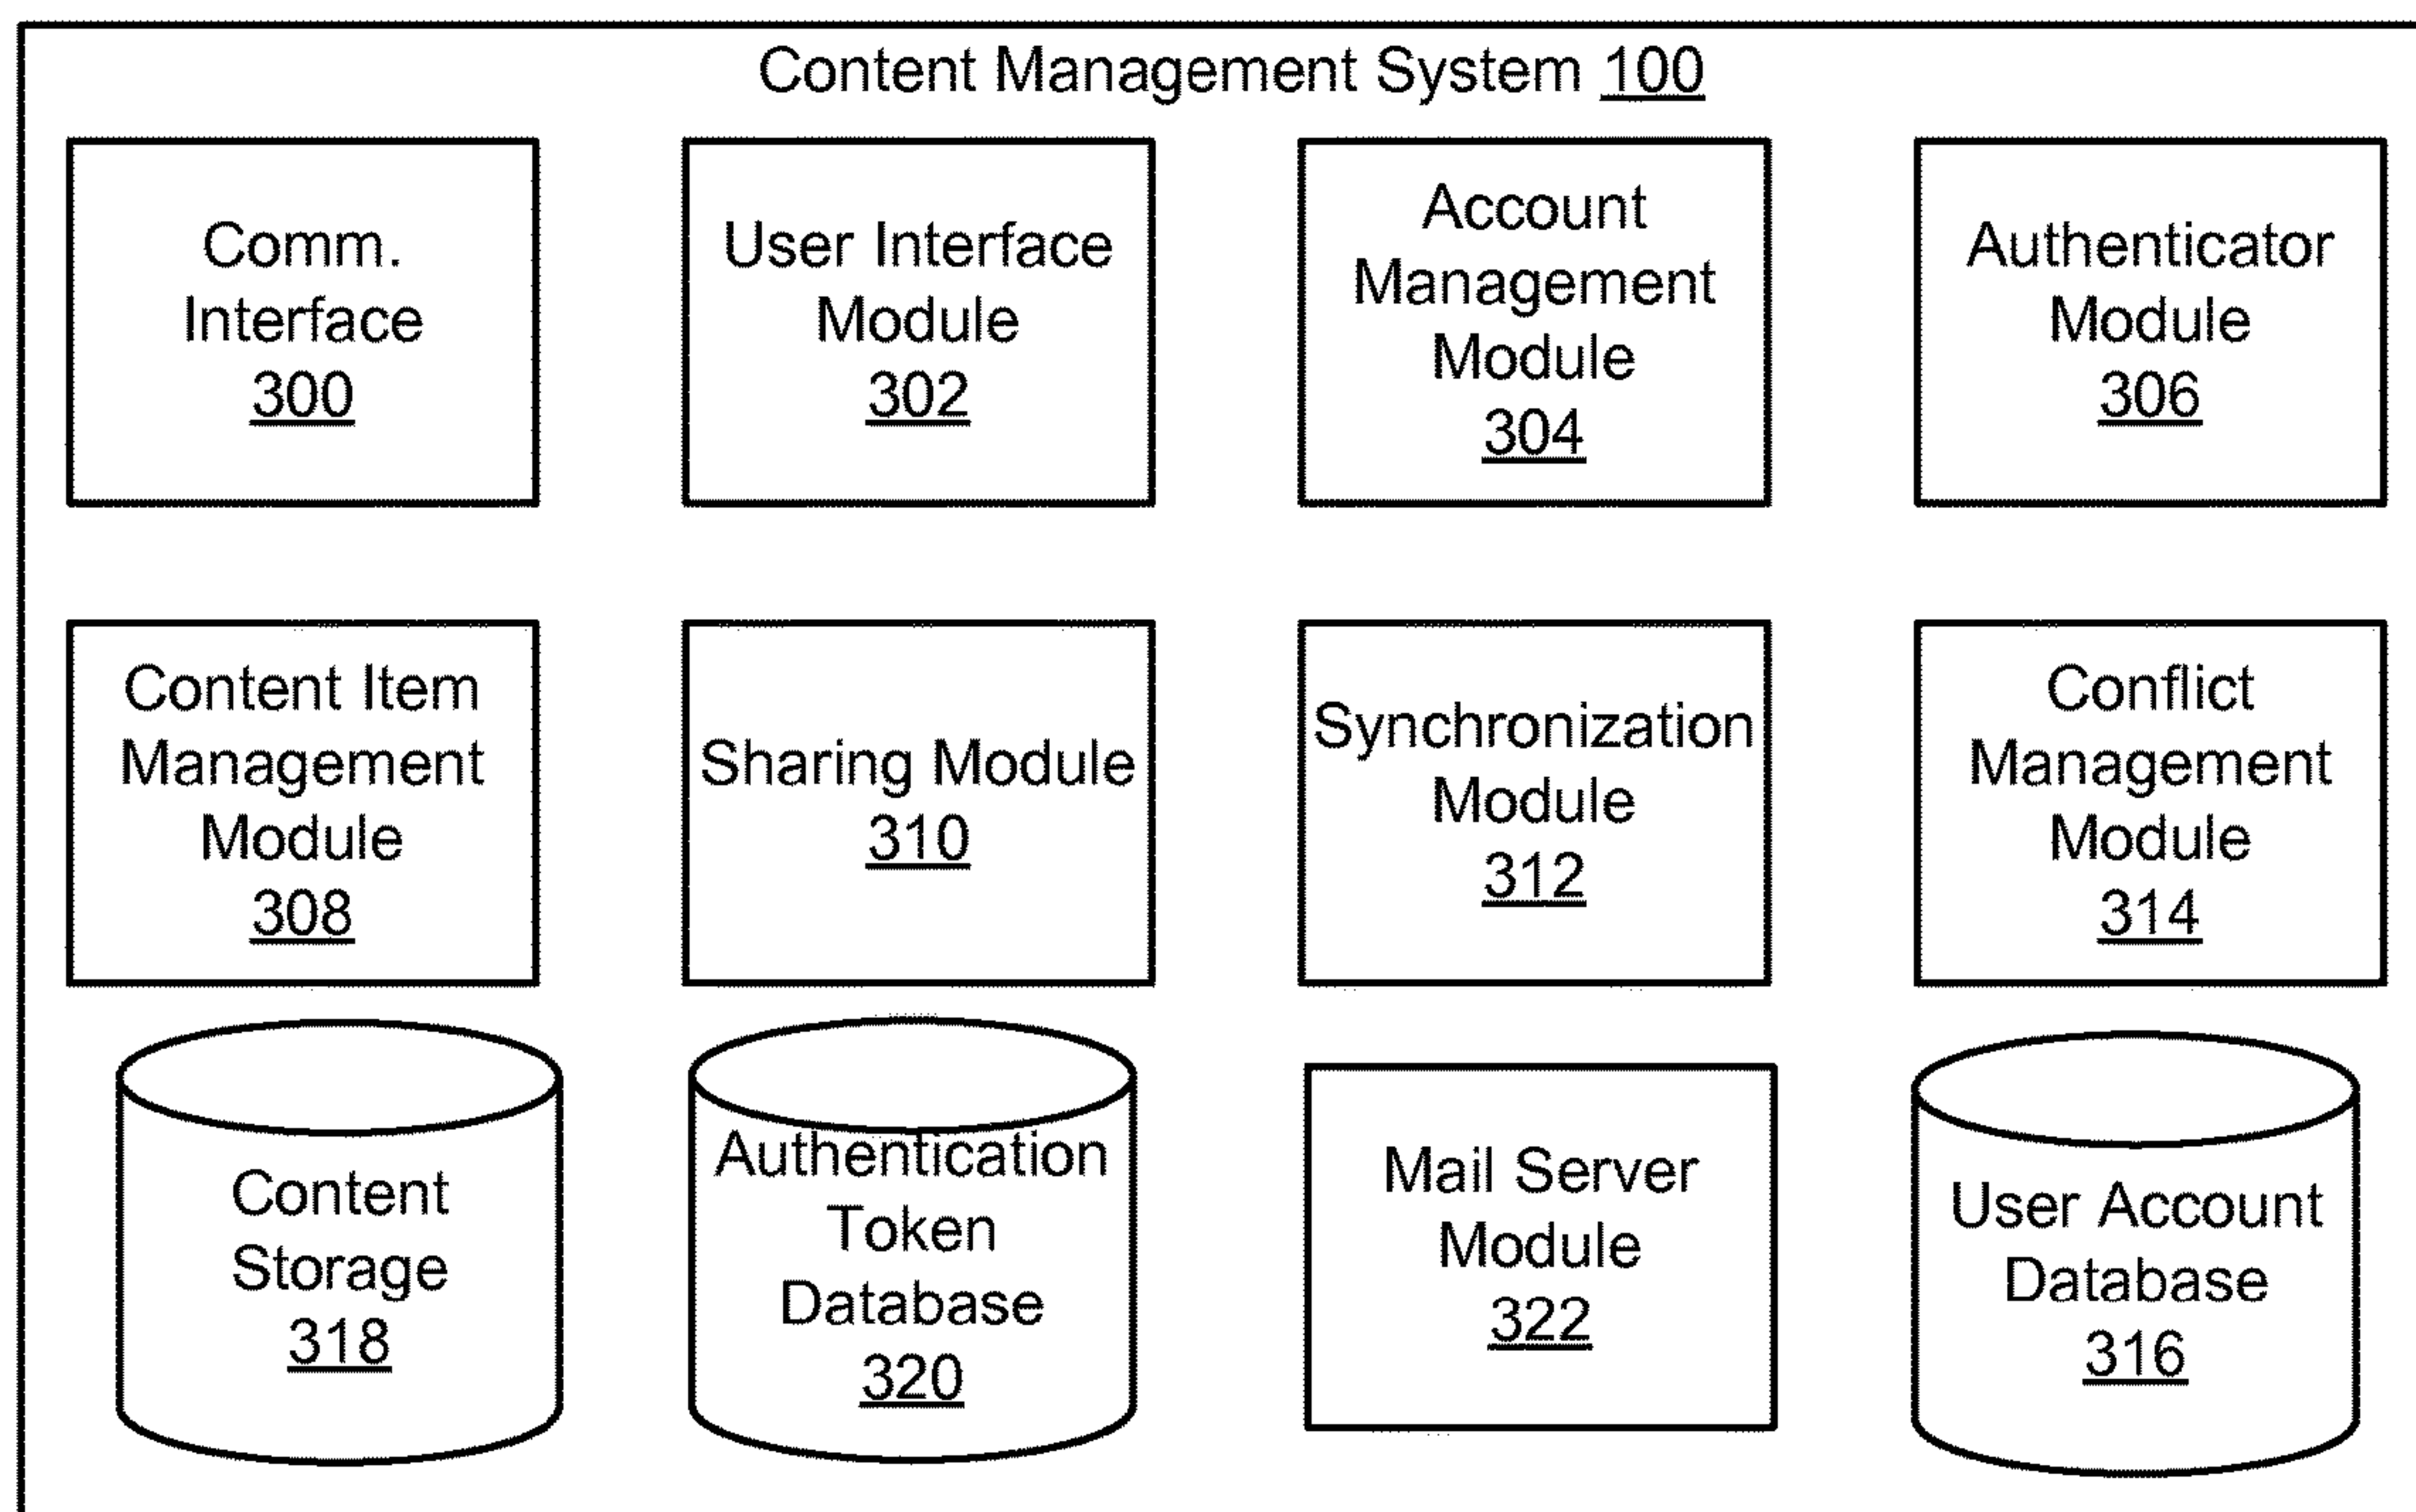 Content Management System 100
Comm.
Interface
300
User Interface
Module
302
Account
Management
Module
304
Authenticator
Module
306
Content Item
Management
Module
308
Sharing Module
310
Synchronization
Module
312
Conflict
Management
Module
314
Content
Storage
318
Authentication
Token
Database
320
Mail Server
Module
322
User Account
Database
316